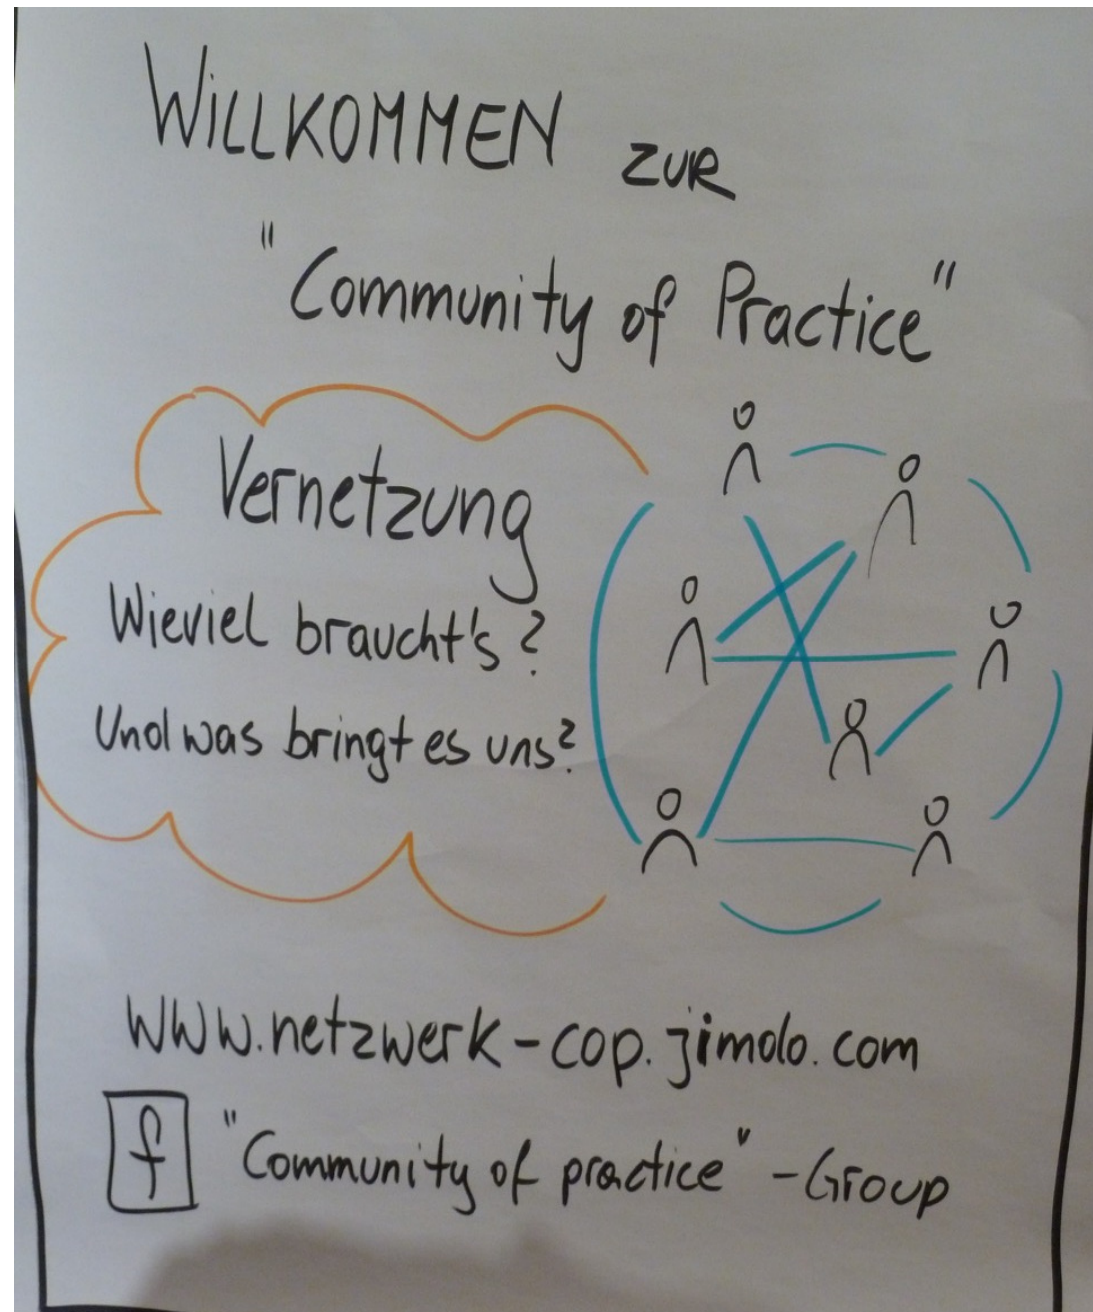 WILLKOMMEN ZUR
"Community of Practice"
Vernetzung
Wieviel braucht's?
Und was bringt es uns?
www.netzwerk-cop.jimdo.com
f "Community of practice" - Group